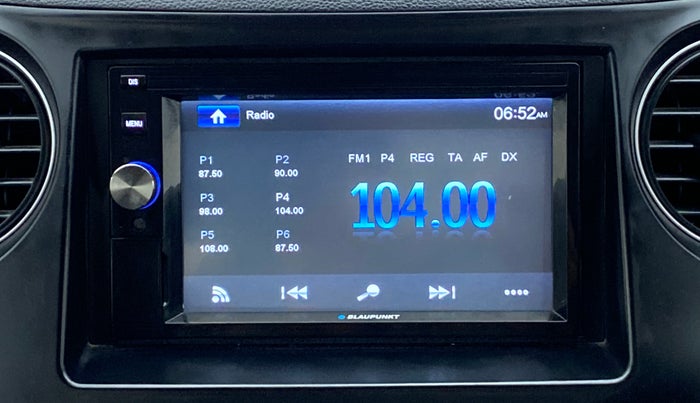 DIS
MENU
Radio
06:52AM
P1
87.50
P2
90.00
P3
98.00
P4
104.00
P5
108.00
P6
87.50
FM1 P4 REG TA AF DX
104.00
BLAUPUNKT